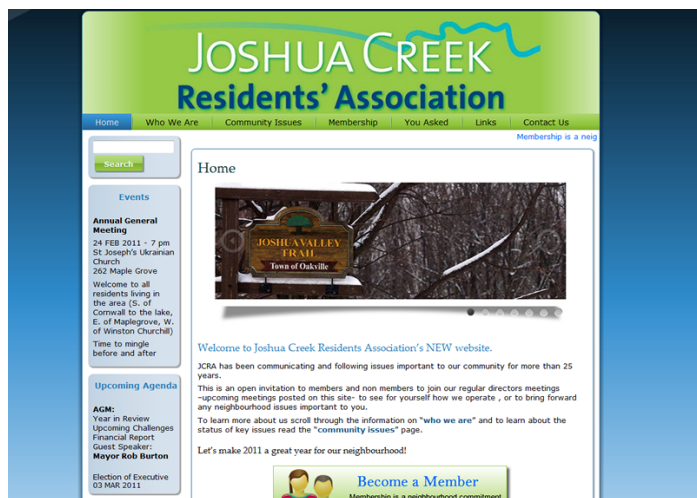 JOSHUA CREEK
Residents' Association
Home Who We Are Community Issues Membership You Asked Links Contact Us
Membership is a neig
Search
Events
Annual General
Meeting
24 FEB 2011 - 7 pm
St Joseph's Ukrainian
Church
262 Maple Grove
Welcome to all
residents living in
the area (S. of
Cornwall to the lake,
E. of Maplegrove, W.
of Winston Churchill)
Time to mingle
before and after
Upcoming Agenda
AGM:
Year in Review
Upcoming Challenges
Financial Report
Guest Speaker:
Mayor Rob Burton
Election of Executive
03 MAR 2011
Home
JOSHUA VALLEY
TRAIL
Town of Oakville
Welcome to Joshua Creek Residents Association's NEW website.
JCRA has been communicating and following issues important to our community for more than 25
years.
This is an open invitation to members and non members to join our regular directors meetings
–upcoming meetings posted on this site- to see for yourself how we operate , or to bring forward
any neighbourhood issues important to you.
To learn more about us scroll through the information on "who we are" and to learn about the
status of key issues read the "community issues" page.
Let's make 2011 a great year for our neighbourhood!
Become a Member
Membership is a neighbourhood commitment